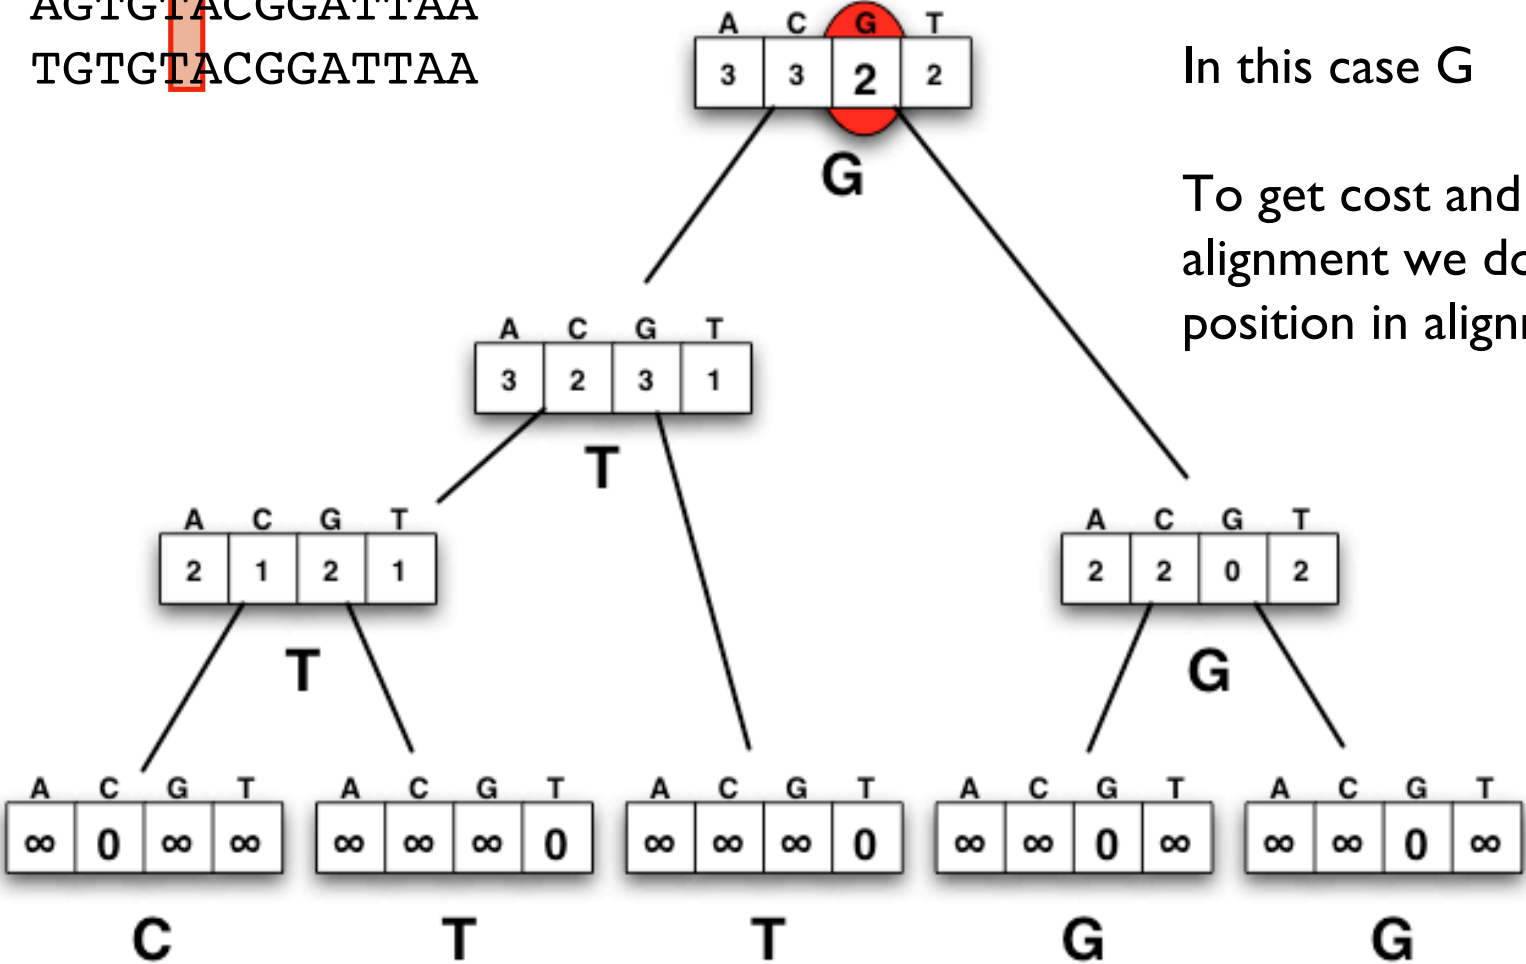 AGTGTACGGATTAA
TGTGTACGGATTAA
A C G T
3 3 2 2
G
In this case G
To get cost and
alignment we do
position in align
A C G T
3 2 3 1
T
A C G T
2 1 2 1
T
A C G T
2 2 0 2
G
A C G T
∞ 0 ∞ ∞
C
A C G T
∞ ∞ ∞ 0
T
A C G T
∞ ∞ ∞ 0
T
A C G T
∞ ∞ 0 ∞
G
A C G T
∞ ∞ 0 ∞
G